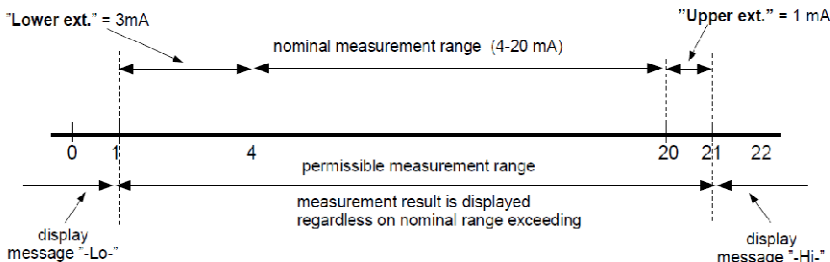 "Lower ext." = 3mA
"Upper ext." = 1 mA
nominal measurement range (4-20 mA)
0 1 4 20 21 22
permissible measurement range
measurement result is displayed
regardless on nominal range exceeding
display
message "-Lo-"
display
message "-Hi-"